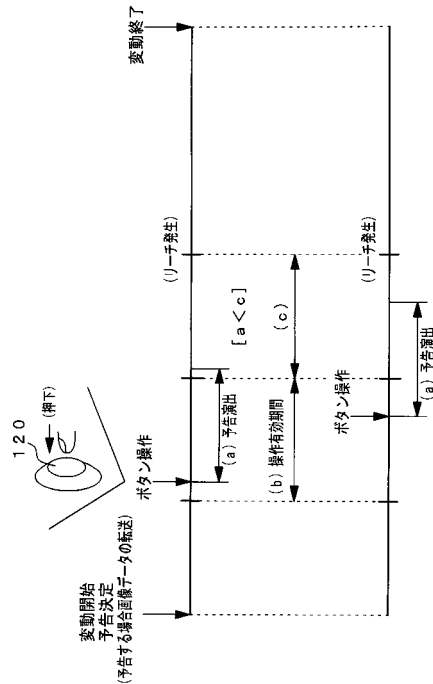 120
(押下)
変動開始
予告決定
(予告する場合画像データの転送)
ボタン操作
(a) 予告演出
(リーチ発生)
変動終了
[a<c]
(b) 操作有効期間
(c)
ボタン操作
(a) 予告演出
(リーチ発生)